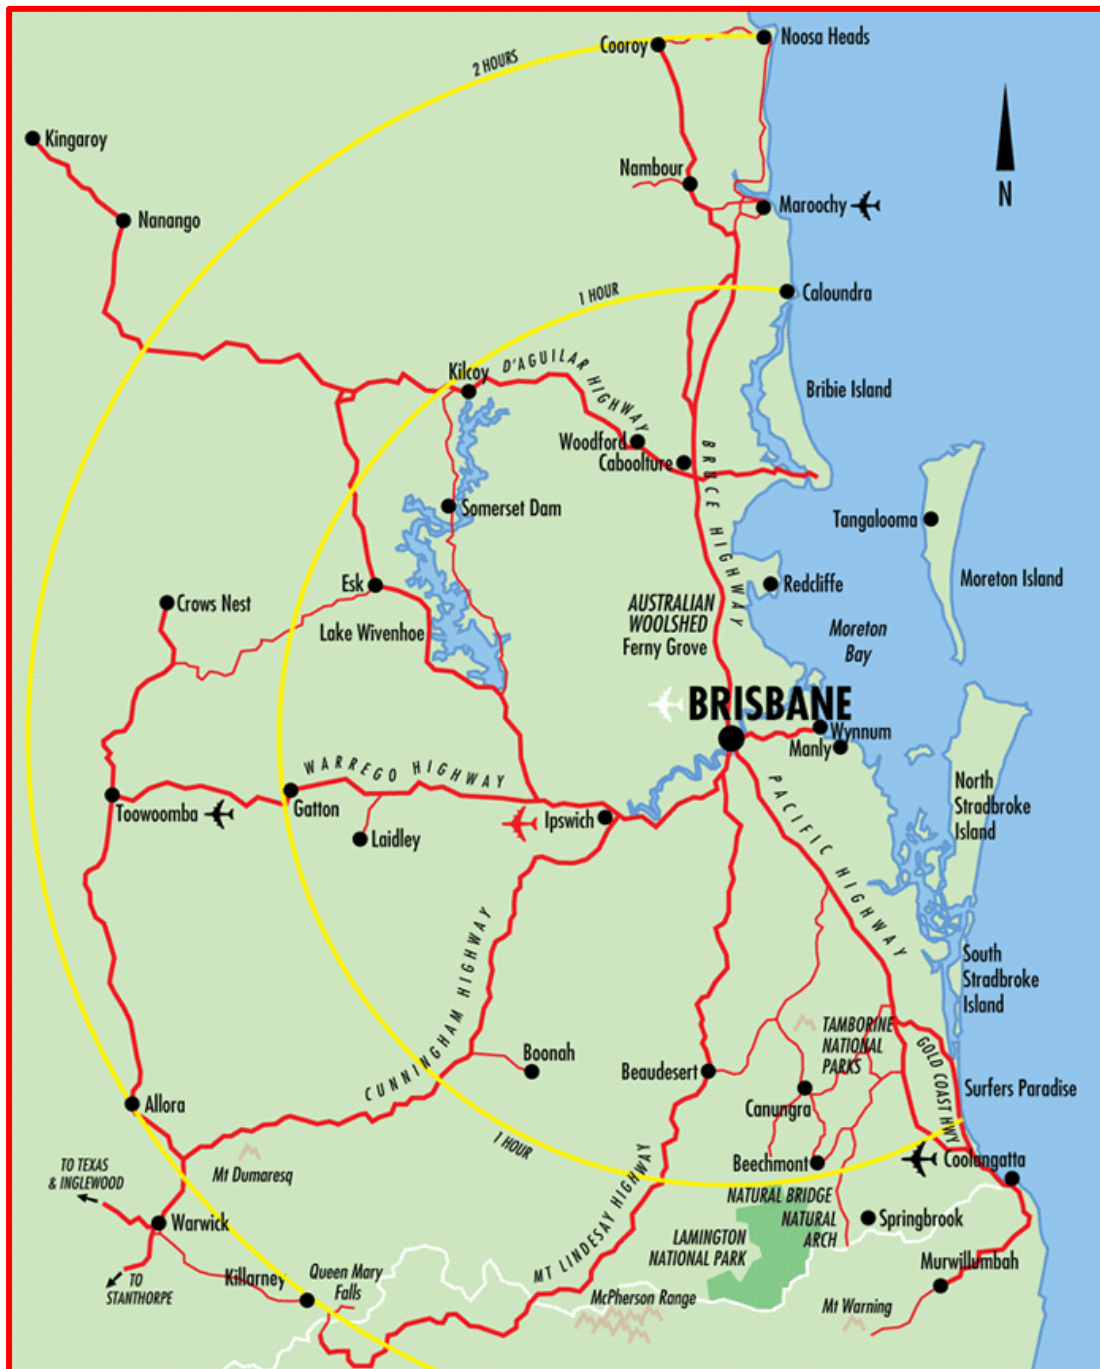 Noosa Heads
Cooroy
2 HOURS
Kingaroy
Nambour
N
Maroochy
Nanango
1 HOUR
Caloundra
D'AGUILAR HIGHWAY
Kilcoy
Bribie Island
Woodford
Caboolture
BRUCE HIGHWAY
Somerset Dam
Tangalooma
Moreton Island
Esk
Redcliffe
Crows Nest
AUSTRALIAN
WOOLSHED
Ferny Grove
Lake Wivenhoe
Moreton
Bay
BRISBANE
Wynnum
Manly
WARREGO HIGHWAY
North
Stradbroke
Island
PACIFIC HIGHWAY
Toowoomba
Gatton
Ipswich
Laidley
CUNNINGHAM HIGHWAY
South
Stradbroke
Island
TAMBORINE
NATIONAL
PARKS
GOLD COAST HWY
Boonah
Beaudesert
Surfers Paradise
Allora
Canungra
1 HOUR
Beechmont
Coolangatta
TO TEXAS
& INGLEWOOD
Mt Dumaresq
MT LINDESAY HIGHWAY
NATURAL BRIDGE
NATURAL
ARCH
Springbrook
Warwick
LAMINGTON
NATIONAL PARK
Murwillumbah
Killarney
Queen Mary
Falls
TO
STANTHORPE
McPherson Range
Mt Warning